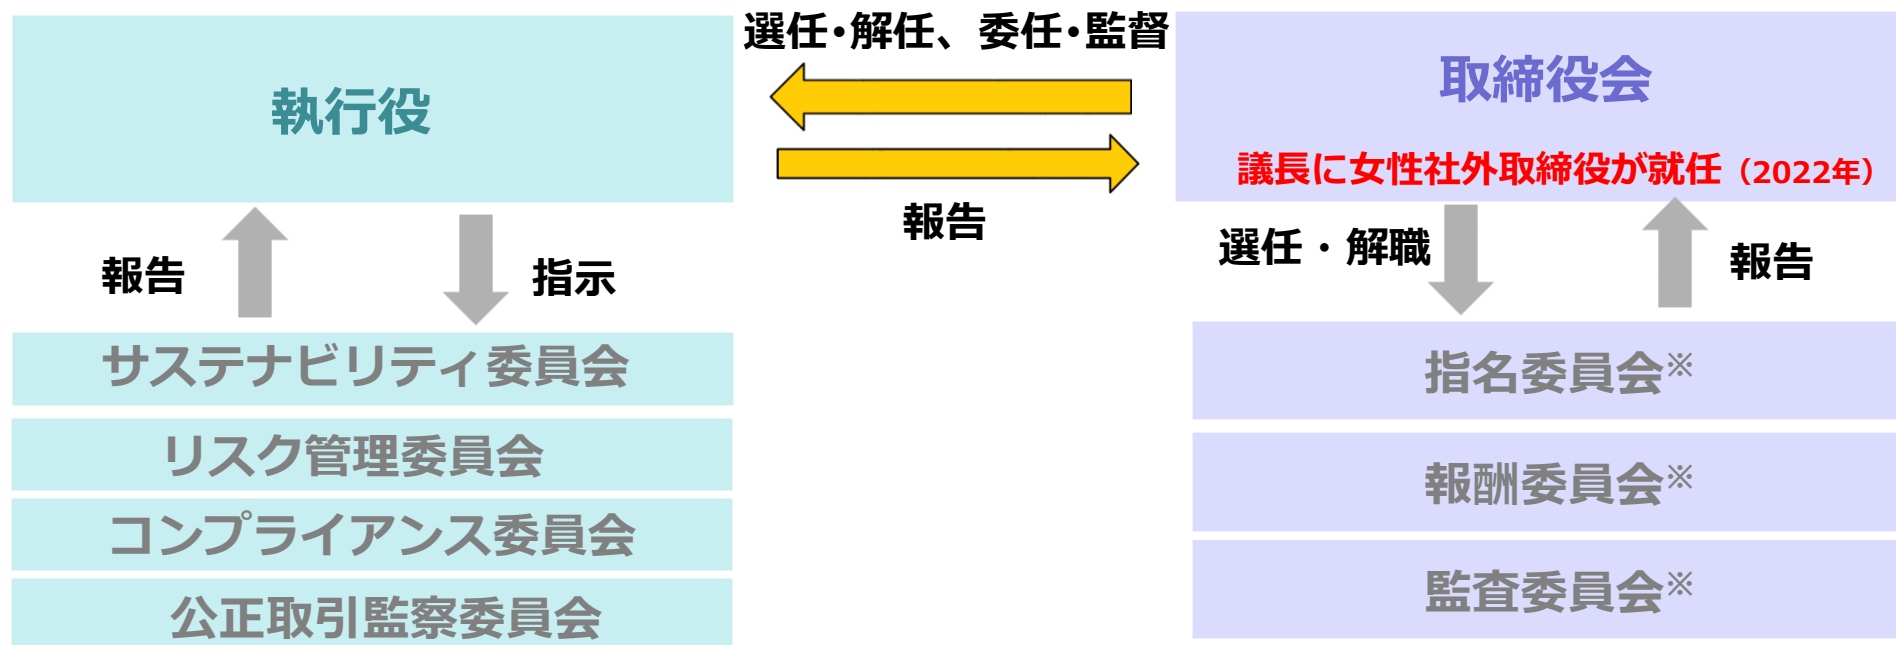 選任・解任、委任・監督
執行役
取締役会
議長に女性社外取締役が就任（2022年）
報告
報告
指示
選任・解職
報告
サステナビリティ委員会
リスク管理委員会
コンプライアンス委員会
公正取引監察委員会
指名委員会※
報酬委員会※
監査委員会※